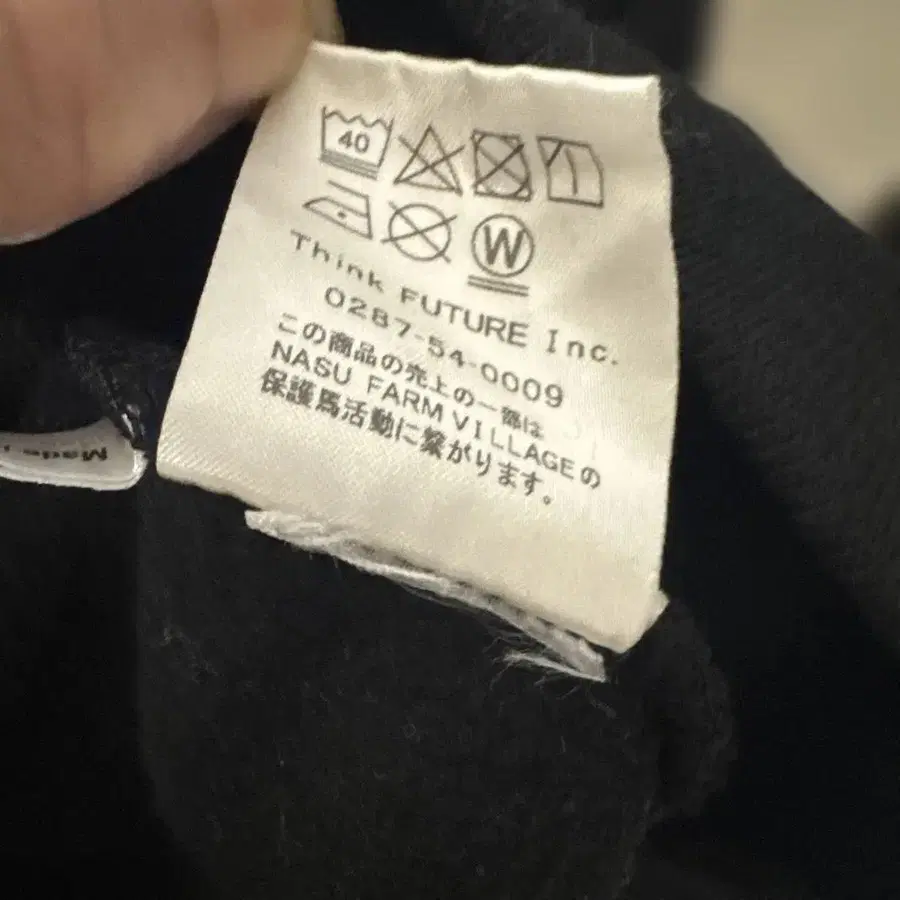 40
W
Think FUTURE Inc.
0287-54-0009
この商品の売上の一部は
NASU FARM VILLAGEの
保護馬活動に繋がります。
Made